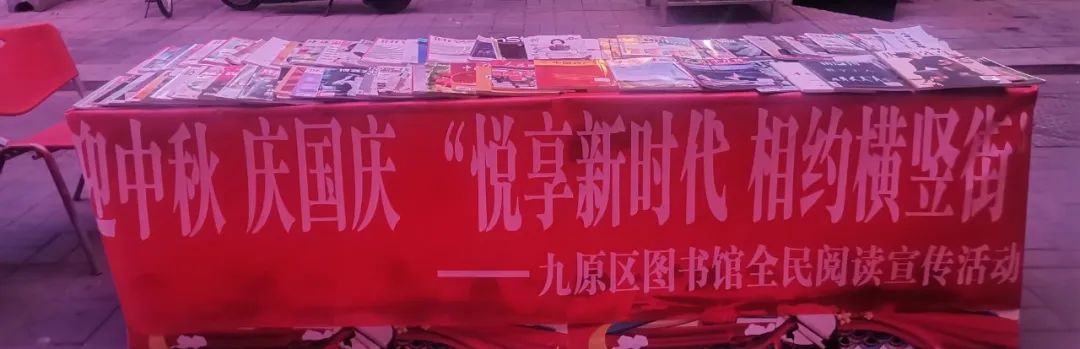 迎中秋 庆国庆 “悦享新时代 相约横竖街”
——九原区图书馆全民阅读宣传活动